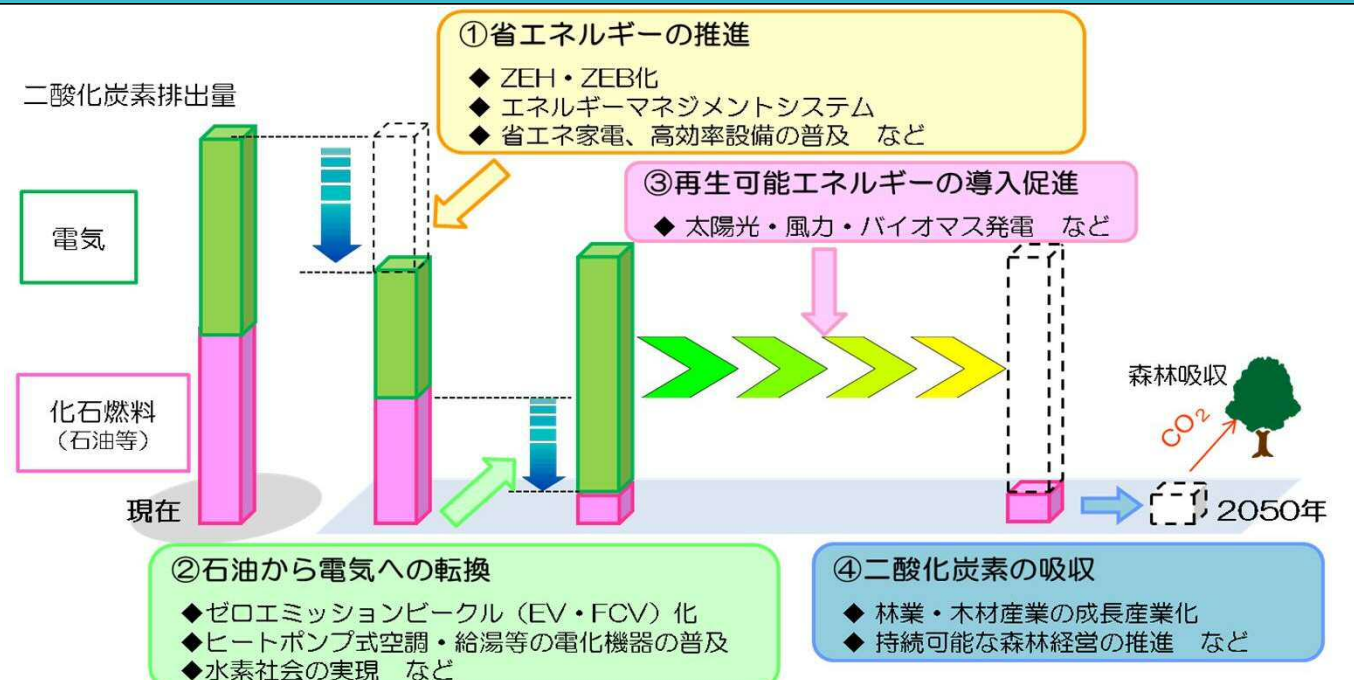 ①省エネルギーの推進
◆ ZEH・ZEB化
◆ エネルギーマネジメントシステム
◆ 省エネ家電、高効率設備の普及　など
二酸化炭素排出量
③再生可能エネルギーの導入促進
◆ 太陽光・風力・バイオマス発電　など
電気
化石燃料
（石油等）
森林吸収
CO₂
現在
2050年
②石油から電気への転換
◆ゼロエミッションビークル（EV・FCV）化
◆ヒートポンプ式空調・給湯等の電化機器の普及
◆水素社会の実現　など
④二酸化炭素の吸収
◆ 林業・木材産業の成長産業化
◆ 持続可能な森林経営の推進　など